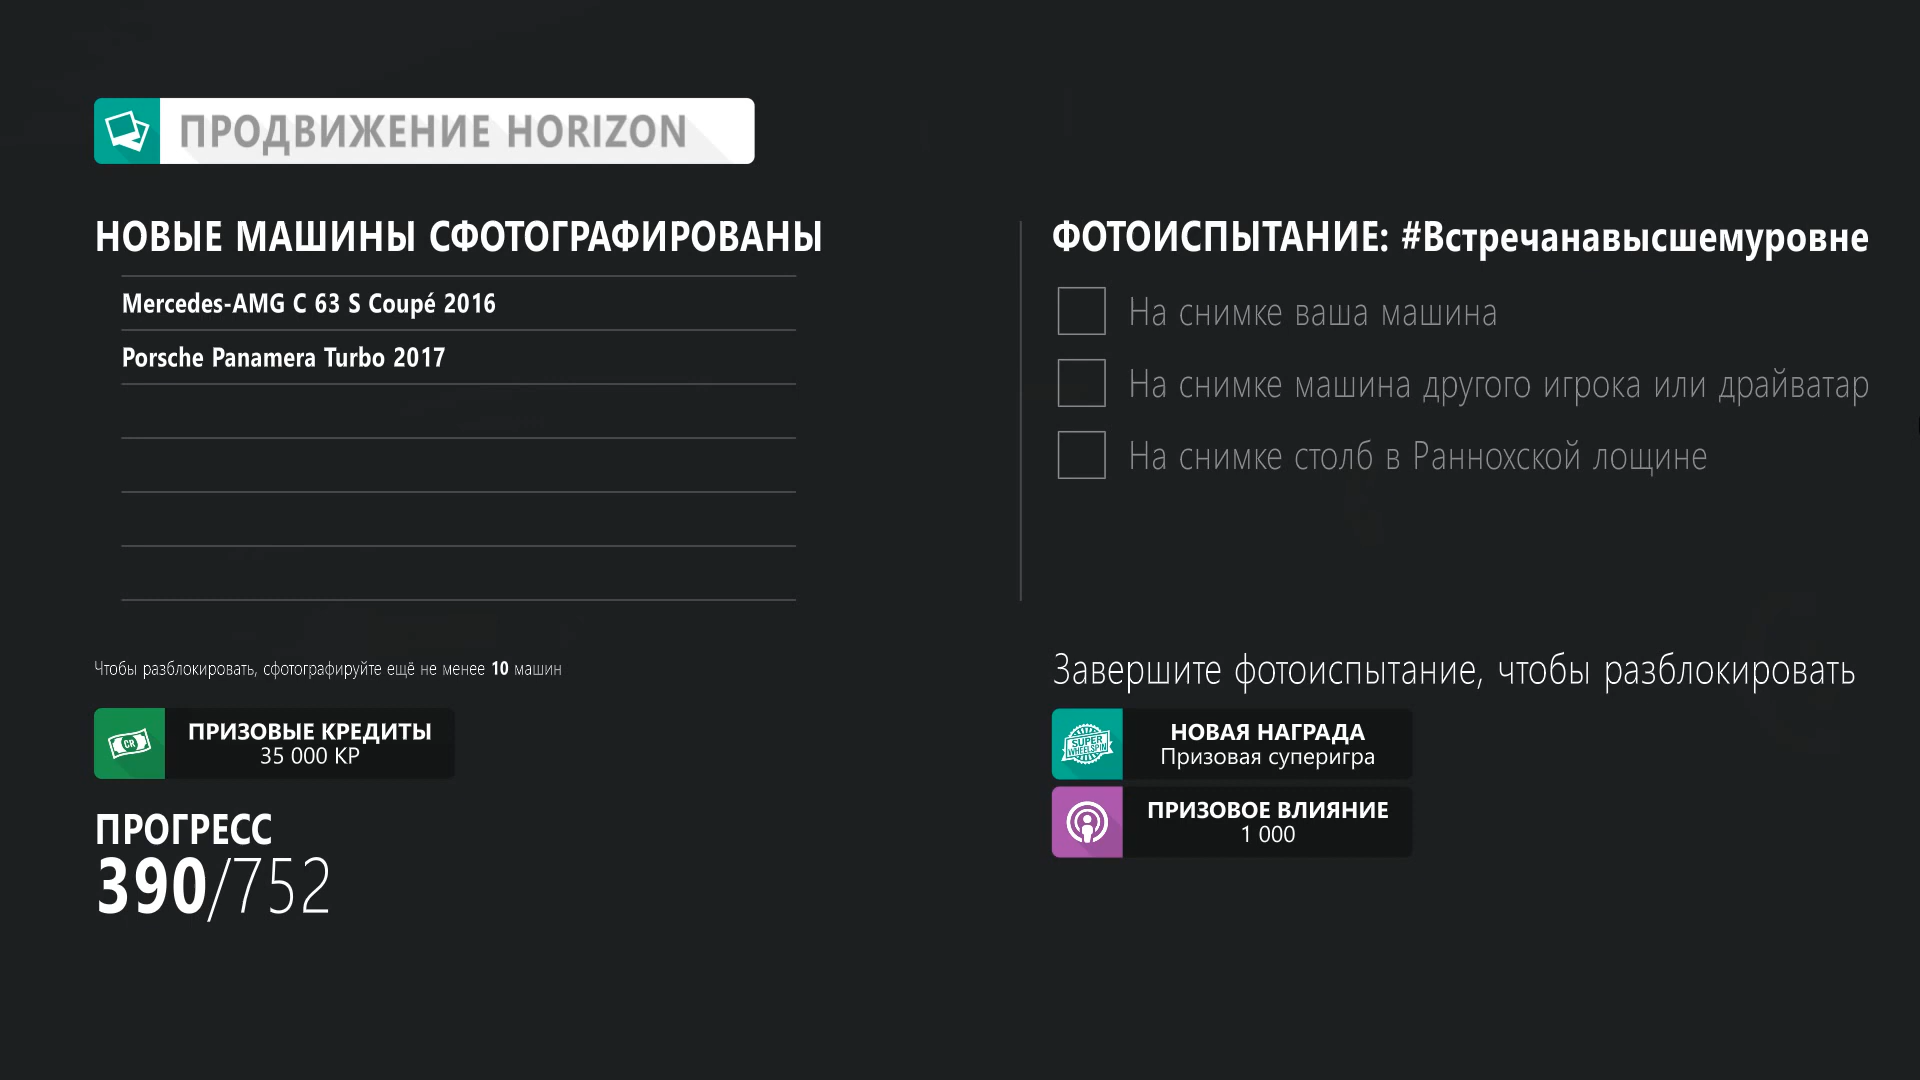 ПРОДВИЖЕНИЕ HORIZON
НОВЫЕ МАШИНЫ СФОТОГРАФИРОВАНЫ
Mercedes-AMG C 63 S Coupé 2016
Porsche Panamera Turbo 2017
Чтобы разблокировать, сфотографируйте ещё не менее 10 машин
CR
ПРИЗОВЫЕ КРЕДИТЫ
35 000 КР
ПРОГРЕСС
390/752
ФОТОИСПЫТАНИЕ: #Встречанавысшемуровне
На снимке ваша машина
На снимке машина другого игрока или драйватар
На снимке столб в Раннохской лощине
Завершите фотоиспытание, чтобы разблокировать
SUPER
WHEELSPIN
НОВАЯ НАГРАДА
Призовая суперигра
ПРИЗОВОЕ ВЛИЯНИЕ
1 000